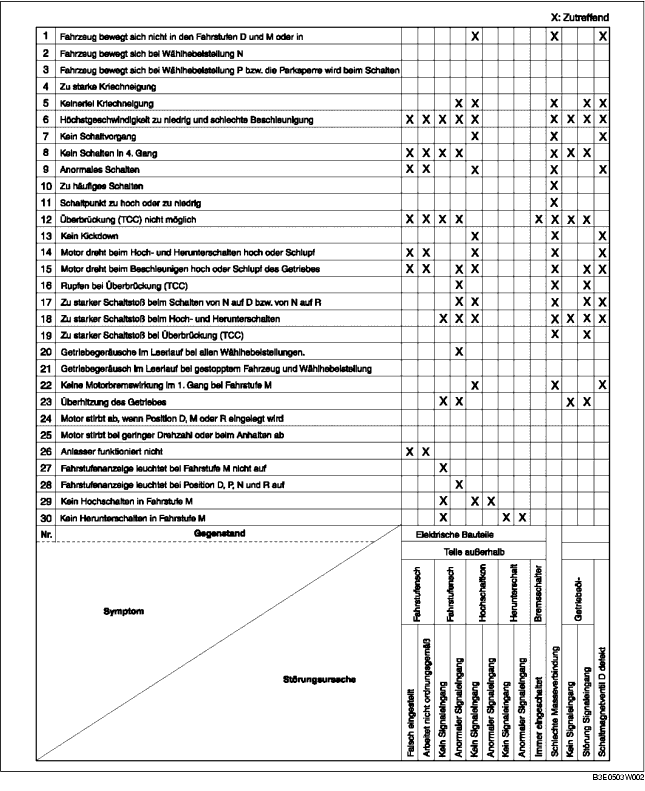 X: Zutreffend
1 Fahrzeug bewegt sich nicht in den Fahrstufen D und M oder in X X X
2 Fahrzeug bewegt sich bei Wählhebelstellung N
3 Fahrzeug bewegt sich bei Wählhebelstellung P bzw. die Parksperre wird beim Schalten
4 Zu starke Kriechneigung
5 Keinerlei Kriechneigung X X X X X
6 Höchstgeschwindigkeit zu niedrig und schlechte Beschleunigung X X X X X X X X X
7 Kein Schaltvorgang X X X
8 Kein Schalten in 4. Gang X X X X X X X
9 Anormales Schalten X X X X X
10 Zu häufiges Schalten X
11 Schaltpunkt zu hoch oder zu niedrig X
12 Überbrückung (TCC) nicht möglich X X X X X X X X
13 Kein Kickdown X X X
14 Motor dreht beim Hoch- und Herunterschalten hoch oder Schlupf X X X X X
15 Motor dreht beim Beschleunigen hoch oder Schlupf des Getriebes X X X X X X X
16 Rupfen bei Überbrückung (TCC) X X X
17 Zu starker Schaltstoß beim Schalten von N auf D bzw. von N auf R X X X X X
18 Zu starker Schaltstoß beim Hoch- und Herunterschalten X X X X X X X
19 Zu starker Schaltstoß bei Überbrückung (TCC) X X
20 Getriebegeräusche im Leerlauf bei allen Wählhebelstellungen. X
21 Getriebegeräusch im Leerlauf bei gestopptem Fahrzeug und Wählhebelstellung
22 Keine Motorbremswirkung im 1. Gang bei Fahrstufe M X X X
23 Überhitzung des Getriebes X X X X
24 Motor stirbt ab, wenn Position D, M oder R eingelegt wird
25 Motor stirbt bei geringer Drehzahl oder beim Anhalten ab
26 Anlasser funktioniert nicht X X
27 Fahrstufenanzeige leuchtet bei Fahrstufe M nicht auf X
28 Fahrstufenanzeige leuchtet bei Position D, P, N und R auf X
29 Kein Hochschalten in Fahrstufe M X X X
30 Kein Herunterschalten in Fahrstufe M X X X
Nr. Gegenstand Elektrische Bauteile
Teile außerhalb
Fahrstufensch
Fahrstufensch
Hochschaltkon
Herunterschalt
Bremsschalter
Getriebeöl-
Symptom
Störungsursache
Falsch eingestellt
Arbeitet nicht ordnungsgemäß
Kein Signaleingang
Anormaler Signaleingang
Kein Signaleingang
Anormaler Signaleingang
Kein Signaleingang
Anormaler Signaleingang
Immer eingeschaltet
Schlechte Masseverbindung
Kein Signaleingang
Störung Signaleingang
Schaltmagnetventil D defekt
B3E0503W002